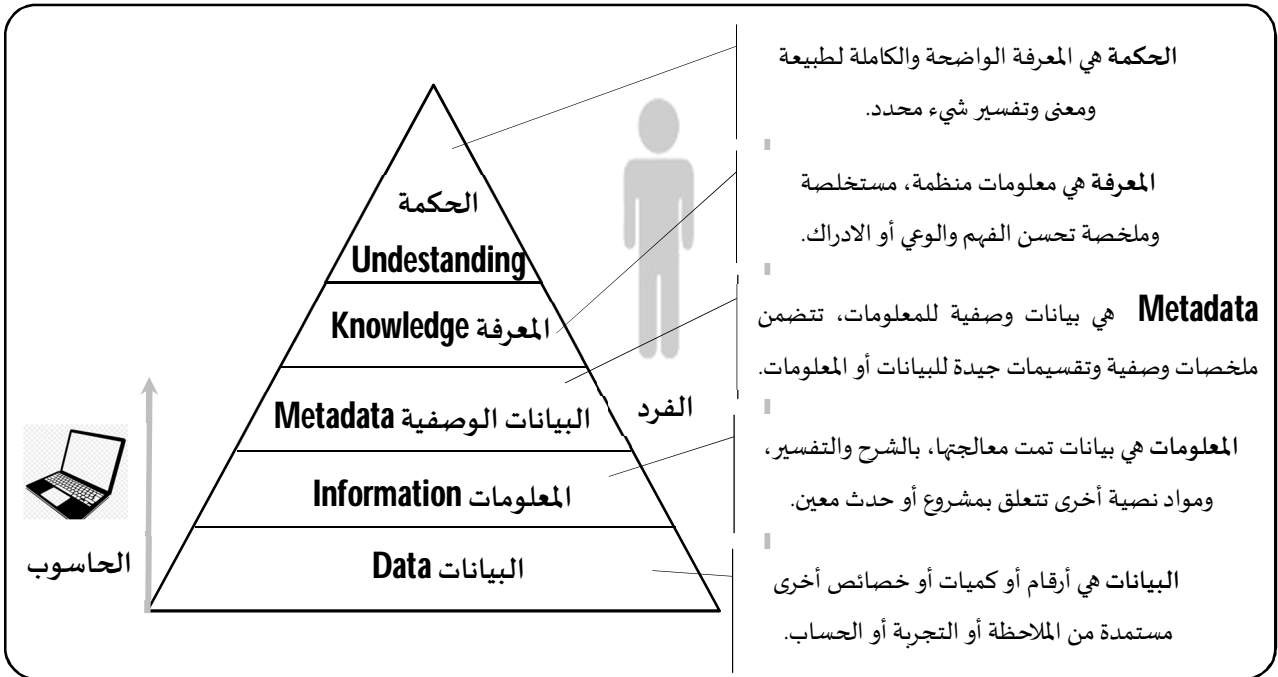 الحكمة هي المعرفة الواضحة والكاملة لطبيعة
ومعنى وتفسير شيء محدد.
المعرفة هي معلومات منظمة، مستخلصة
وملخصة تحسن الفهم والوعي أو الادراك.
Metadata هي بيانات وصفية للمعلومات، تتضمن
ملخصات وصفية وتقسيمات جيدة للبيانات أو المعلومات.
المعلومات هي بيانات تمت معالجتها، بالشرح والتفسير،
ومواد نصية أخرى تتعلق بمشروع أو حدث معين.
البيانات هي أرقام أو كميات أو خصائص أخرى
مستمدة من الملاحظة أو التجربة أو الحساب.
الفرد
الحكمة
Undestanding
المعرفة Knowledge
البيانات الوصفية Metadata
المعلومات Information
البيانات Data
الحاسوب